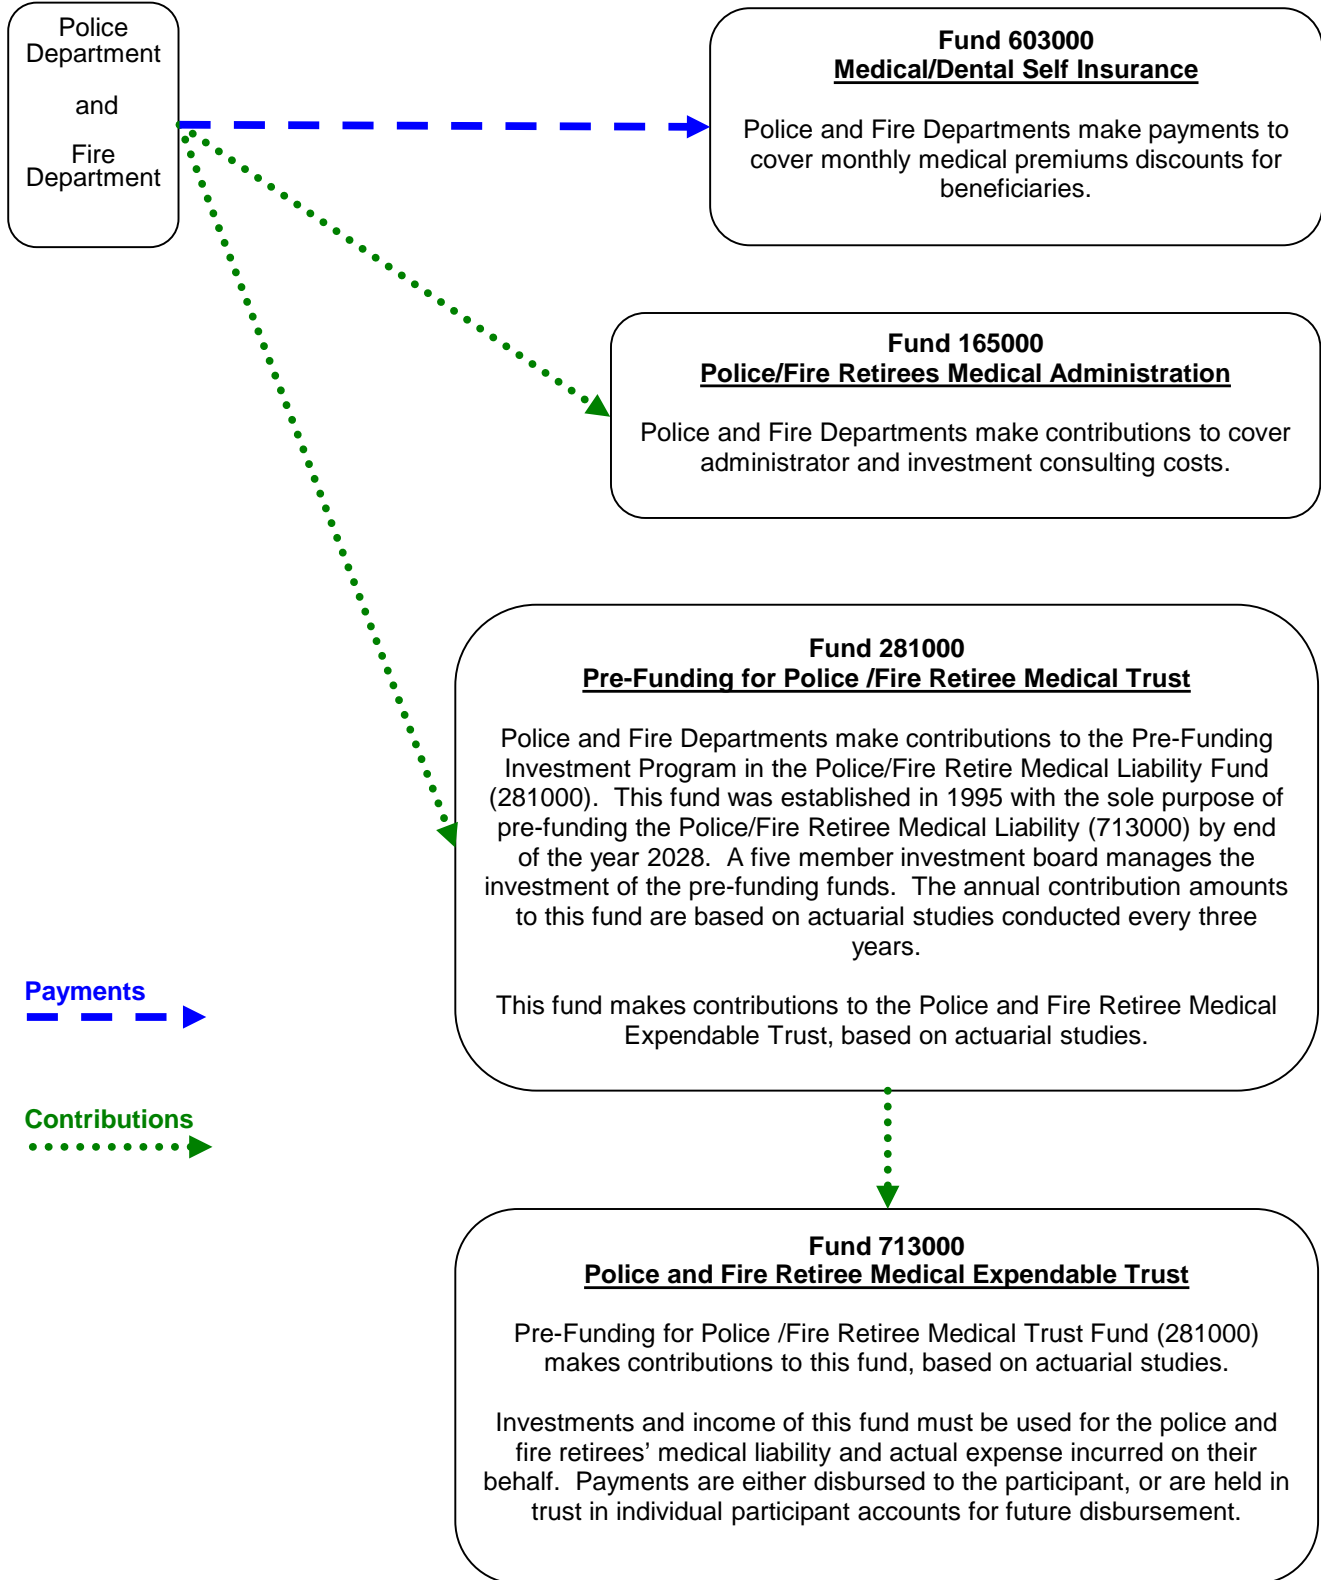 Police
Department
and
Fire
Department
Fund 603000
Medical/Dental Self Insurance
Police and Fire Departments make payments to
cover monthly medical premiums discounts for
beneficiaries.
Fund 165000
Police/Fire Retirees Medical Administration
Police and Fire Departments make contributions to cover
administrator and investment consulting costs.
Fund 281000
Pre-Funding for Police /Fire Retiree Medical Trust
Police and Fire Departments make contributions to the Pre-Funding
Investment Program in the Police/Fire Retire Medical Liability Fund
(281000).  This fund was established in 1995 with the sole purpose of
pre-funding the Police/Fire Retiree Medical Liability (713000) by end
of the year 2028.  A five member investment board manages the
investment of the pre-funding funds.  The annual contribution amounts
to this fund are based on actuarial studies conducted every three
years.
This fund makes contributions to the Police and Fire Retiree Medical
Expendable Trust, based on actuarial studies.
Payments
Contributions
Fund 713000
Police and Fire Retiree Medical Expendable Trust
Pre-Funding for Police /Fire Retiree Medical Trust Fund (281000)
makes contributions to this fund, based on actuarial studies.
Investments and income of this fund must be used for the police and
fire retirees’ medical liability and actual expense incurred on their
behalf.  Payments are either disbursed to the participant, or are held in
trust in individual participant accounts for future disbursement.